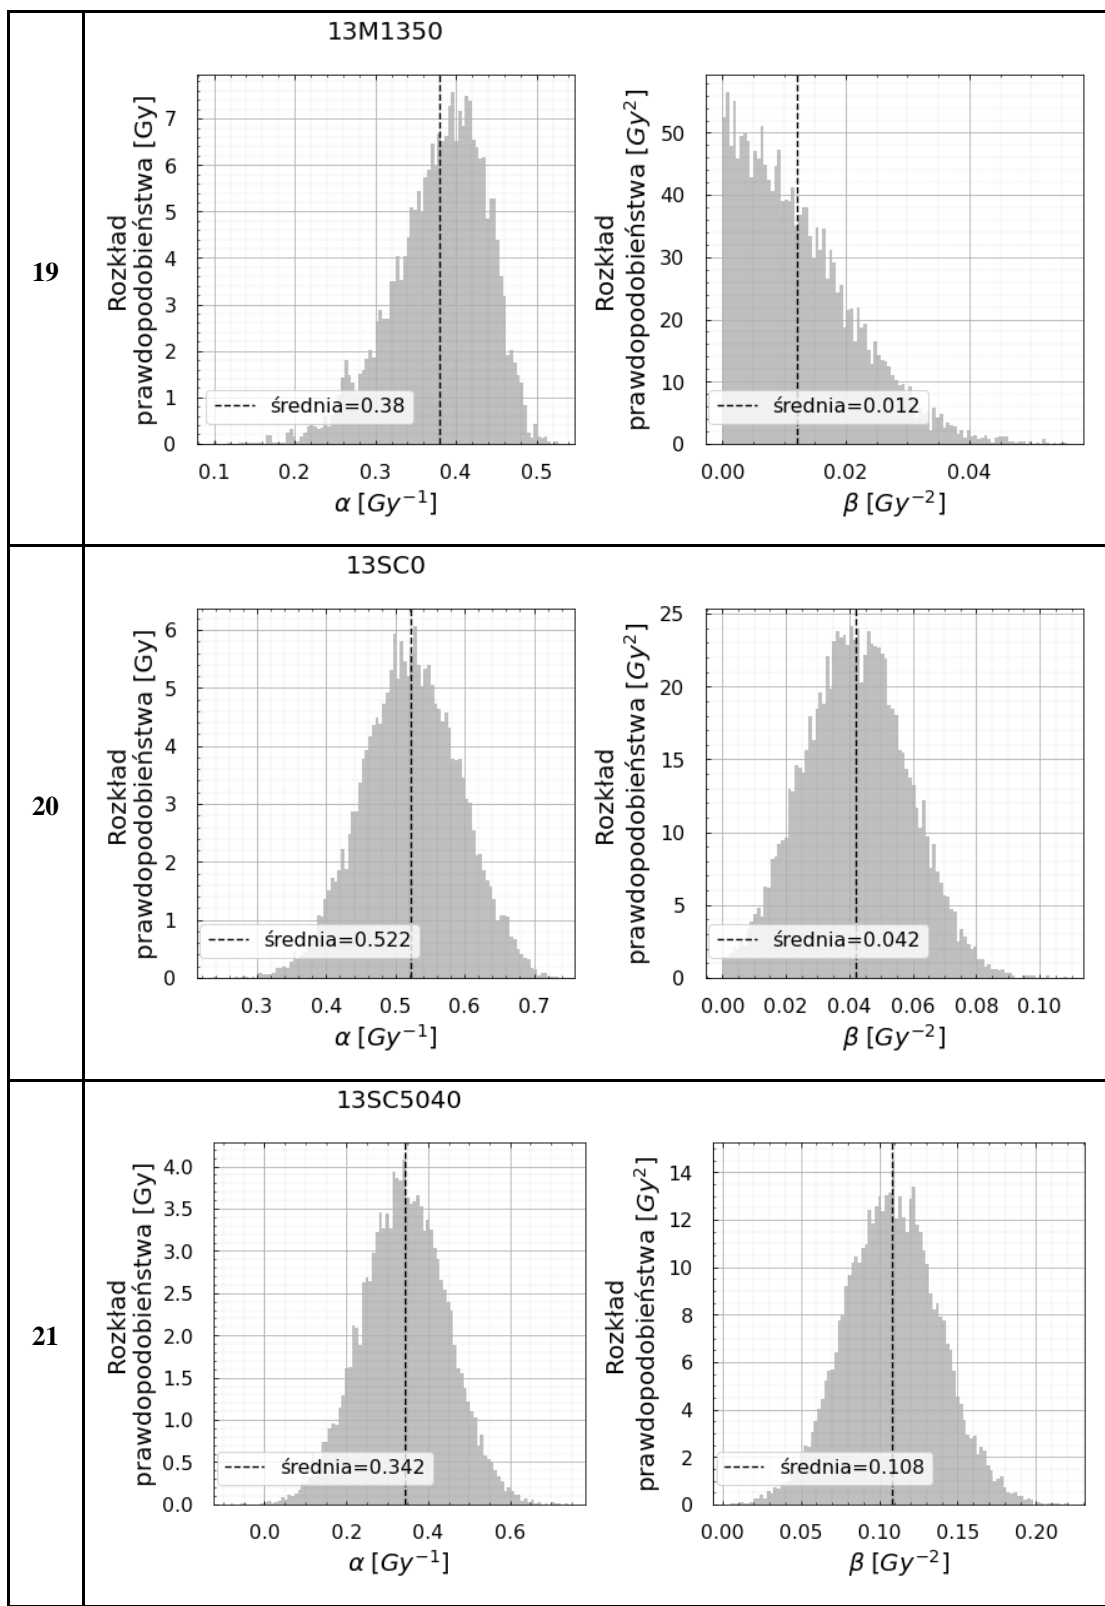 19
13M1350
Rozkład
prawdopodobieństwa [Gy]
7
6
5
4
3
2
1
0
średnia=0.38
0.1 0.2 0.3 0.4 0.5
α [Gy⁻¹]
Rozkład
prawdopodobieństwa [Gy²]
50
40
30
20
10
0
średnia=0.012
0.00 0.02 0.04
β [Gy⁻²]
20
13SC0
Rozkład
prawdopodobieństwa [Gy]
6
5
4
3
2
1
0
średnia=0.522
0.3 0.4 0.5 0.6 0.7
α [Gy⁻¹]
Rozkład
prawdopodobieństwa [Gy²]
25
20
15
10
5
0
średnia=0.042
0.00 0.02 0.04 0.06 0.08 0.10
β [Gy⁻²]
21
13SC5040
Rozkład
prawdopodobieństwa [Gy]
4.0
3.5
3.0
2.5
2.0
1.5
1.0
0.5
0.0
średnia=0.342
0.0 0.2 0.4 0.6
α [Gy⁻¹]
Rozkład
prawdopodobieństwa [Gy²]
14
12
10
8
6
4
2
0
średnia=0.108
0.00 0.05 0.10 0.15 0.20
β [Gy⁻²]